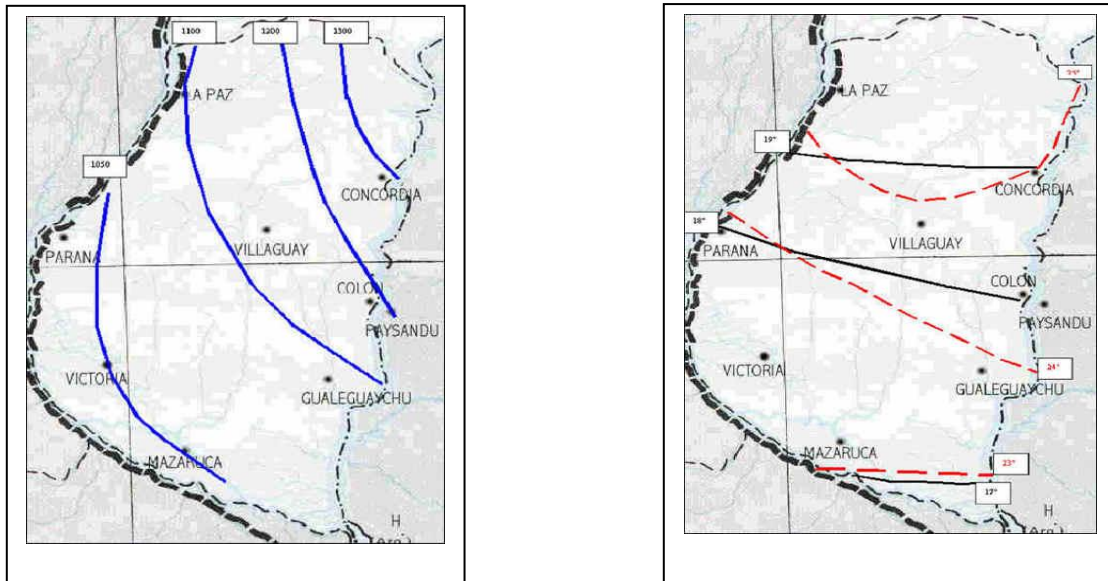 1100
1200
1300
LA PAZ
1050
CONCORDIA
VILLAGUAY
PARANA
COLON
PAYSANDU
VICTORIA
GUALEGUAYCHU
MAZARUCA
H
LA PAZ
19°
CONCORDIA
18°
VILLAGUAY
PARANA
COLON
PAYSANDU
VICTORIA
24°
GUALEGUAYCHU
MAZARUCA
23°
17°
H